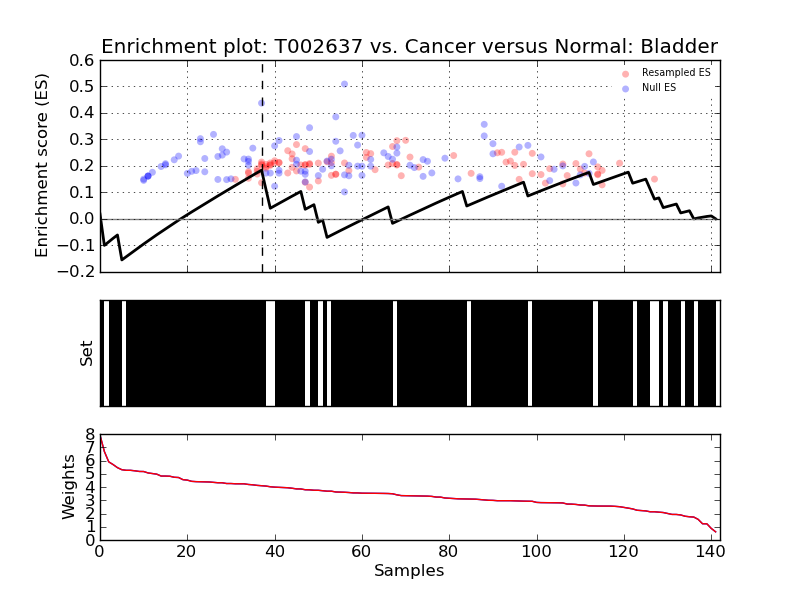 Enrichment plot: T002637 vs. Cancer versus Normal: Bladder
Enrichment score (ES)
0.6
0.5
0.4
0.3
0.2
0.1
0.0
−0.1
−0.2
Resampled ES
Null ES
Set
Weights
8
7
6
5
4
3
2
1
0
0 20 40 60 80 100 120 140
Samples